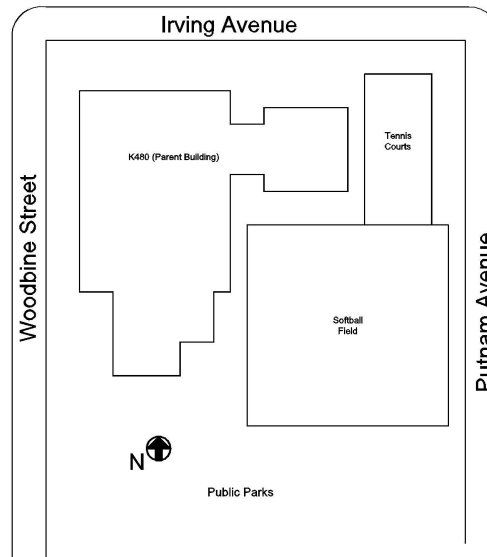 Irving Avenue
K480 (Parent Building)
Tennis
Courts
Woodbine Street
Putnam Avenue
Softball
Field
N
Public Parks